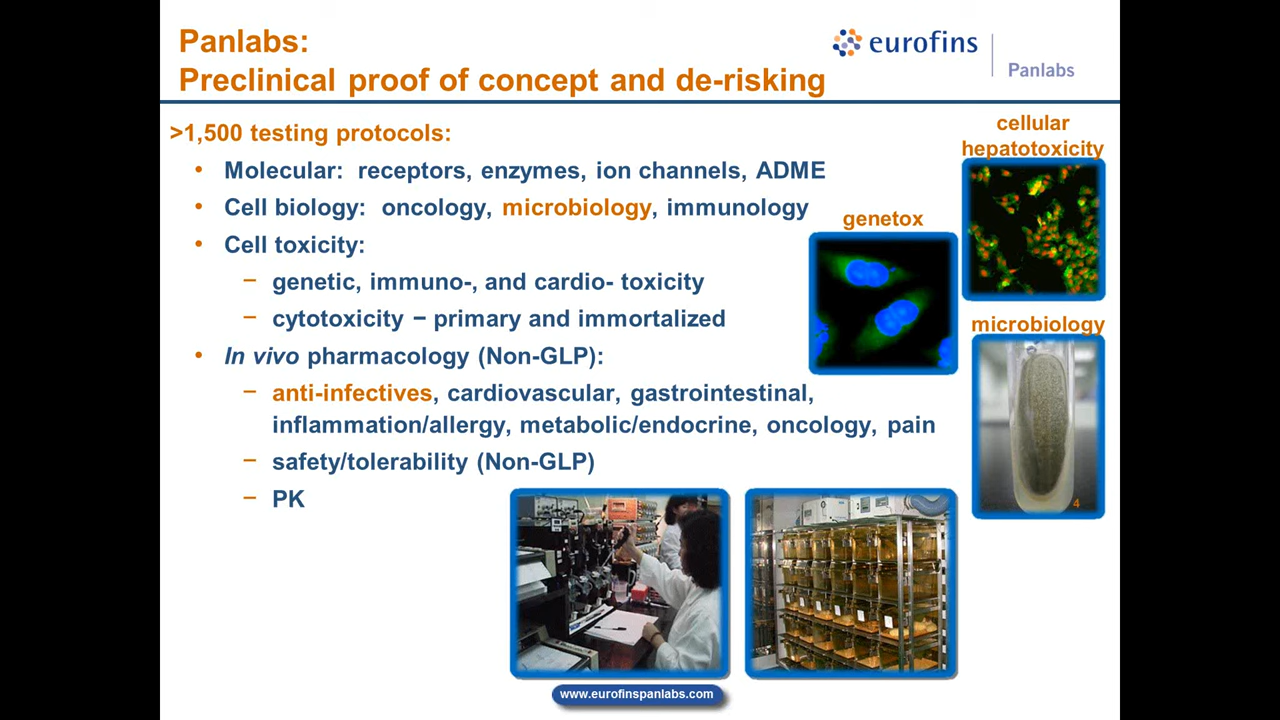 Panlabs:
Preclinical proof of concept and de-risking
eurofins
Panlabs
>1,500 testing protocols:
• Molecular: receptors, enzymes, ion channels, ADME
• Cell biology: oncology, microbiology, immunology
• Cell toxicity:
− genetic, immuno-, and cardio- toxicity
− cytotoxicity − primary and immortalized
• In vivo pharmacology (Non-GLP):
− anti-infectives, cardiovascular, gastrointestinal,
inflammation/allergy, metabolic/endocrine, oncology, pain
− safety/tolerability (Non-GLP)
− PK
cellular
hepatotoxicity
genetox
microbiology
4
www.eurofinspanlabs.com